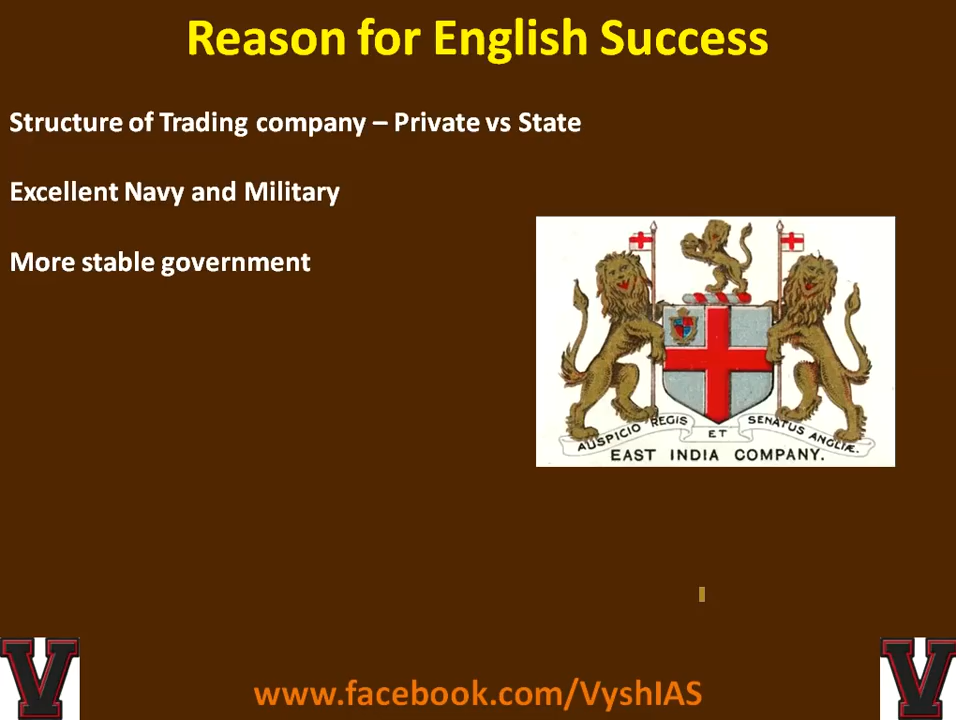 Reason for English Success
Structure of Trading company – Private vs State
Excellent Navy and Military
More stable government
AUSPICIO REGIS ET SENATUS ANGLIÆ.
EAST INDIA COMPANY.
V
V
www.facebook.com/VyshIAS